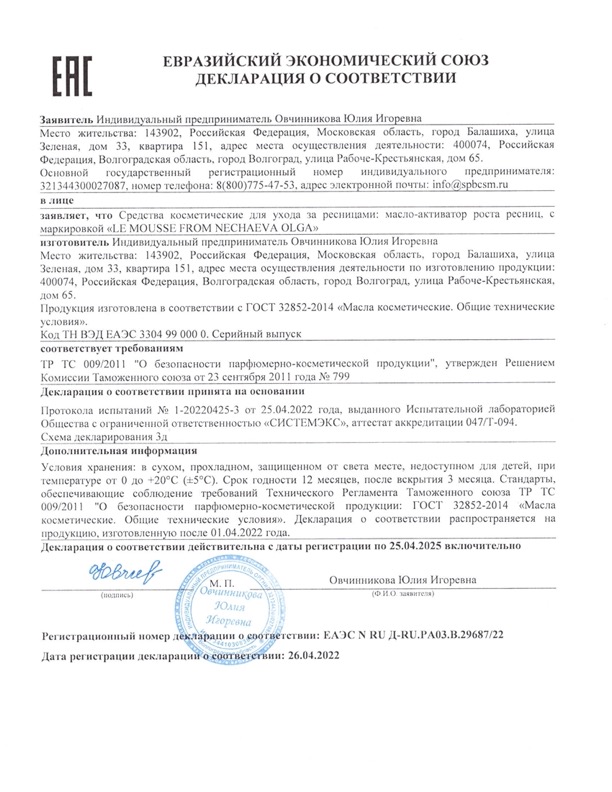 ЕАС
ЕВРАЗИЙСКИЙ ЭКОНОМИЧЕСКИЙ СОЮЗ
ДЕКЛАРАЦИЯ О СООТВЕТСТВИИ
Заявитель Индивидуальный предприниматель Овчинникова Юлия Игоревна
Место жительства: 143902, Российская Федерация, Московская область, город Балашиха, улица
Зеленая, дом 33, квартира 151, адрес места осуществления деятельности: 400074, Российская
Федерация, Волгоградская область, город Волгоград, улица Рабоче-Крестьянская, дом 65.
Основной государственный регистрационный номер индивидуального предпринимателя:
321344300027087, номер телефона: 8(800)775-47-53, адрес электронной почты: info@spbcsm.ru
в лице
заявляет, что Средства косметические для ухода за ресницами: масло-активатор роста ресниц, с
маркировкой «LE MOUSSE FROM NECHAEVA OLGA»
изготовитель Индивидуальный предприниматель Овчинникова Юлия Игоревна
Место жительства: 143902, Российская Федерация, Московская область, город Балашиха, улица
Зеленая, дом 33, квартира 151, адрес места осуществления деятельности по изготовлению продукции:
400074, Российская Федерация, Волгоградская область, город Волгоград, улица Рабоче-Крестьянская,
дом 65.
Продукция изготовлена в соответствии с ГОСТ 32852-2014 «Масла косметические. Общие технические
условия».
Код ТН ВЭД ЕАЭС 3304 99 000 0. Серийный выпуск
соответствует требованиям
ТР ТС 009/2011 "О безопасности парфюмерно-косметической продукции", утвержден Решением
Комиссии Таможенного союза от 23 сентября 2011 года № 799
Декларация о соответствии принята на основании
Протокола испытаний № 1-20220425-3 от 25.04.2022 года, выданного Испытательной лабораторией
Общества с ограниченной ответственностью «СИСТЕМЭКС», аттестат аккредитации 047/Т-094.
Схема декларирования 3д
Дополнительная информация
Условия хранения: в сухом, прохладном, защищенном от света месте, недоступном для детей, при
температуре от 0 до +20°С (±5°С). Срок годности 12 месяцев, после вскрытия 3 месяца. Стандарты,
обеспечивающие соблюдение требований Технического Регламента Таможенного союза ТР ТС
009/2011 "О безопасности парфюмерно-косметической продукции: ГОСТ 32852-2014 «Масла
косметические. Общие технические условия». Декларация о соответствии распространяется на
продукцию, изготовленную после 01.04.2022 года.
Декларация о соответствии действительна с даты регистрации по 25.04.2025 включительно
М. П.
Овчинникова Юлия Игоревна
(подпись)
(Ф.И.О. заявителя)
Овчинникова
Юлия
Игоревна
Регистрационный номер декларации о соответствии: ЕАЭС N RU Д-RU.РА03.В.29687/22
Дата регистрации декларации о соответствии: 26.04.2022